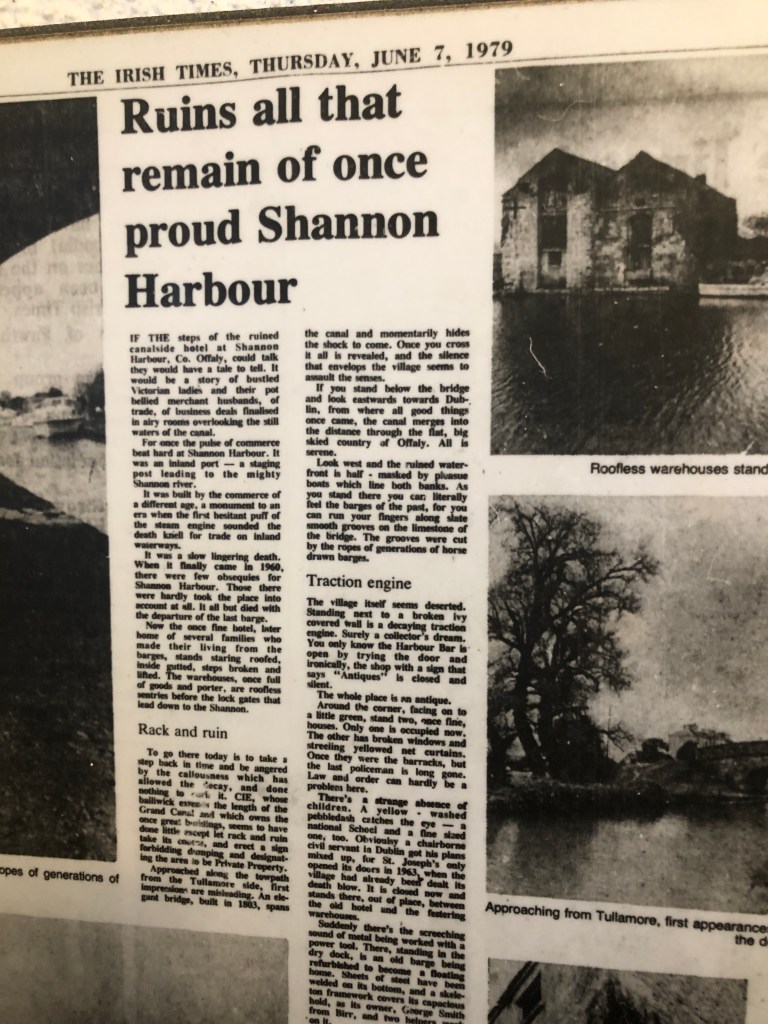 THE IRISH TIMES, THURSDAY, JUNE 7, 1979
Ruins all that
remain of once
proud Shannon
Harbour
IF THE steps of the ruined
canalside hotel at Shannon
Harbour, Co. Offaly, could talk
they would have a tale to tell. It
would be a story of bustled
Victorian ladies and their pot
bellied merchant husbands, of
trade, of business deals finalised
in airy rooms overlooking the still
waters of the canal.
For once the pulse of commerce
beat hard at Shannon Harbour. It
was an inland port — a staging
post leading to the mighty
Shannon river.
It was built by the commerce of
a different age, a monument to an
era when the first hesitant puff of
the steam engine sounded the
death knell for trade on inland
waterways.
It was a slow lingering death.
When it finally came in 1960,
there were few obsequies for
Shannon Harbour. Those there
were hardly took the place into
account at all. It all but died with
the departure of the last barge.
Now the once fine hotel, later
home of several families who
made their living from the
barges, stands staring roofed,
inside gutted, steps broken and
lifted. The warehouses, once full
of goods and porter, are roofless
sentries before the lock gates that
lead down to the Shannon.
Rack and ruin
To go there today is to take a
step back in time and be angered
by the callousness which has
allowed the decay, and done
nothing to it. CIE, whose
bailiwick the length of the
Grand Canal and which owns the
once great buildings, seems to have
done little except let rack and ruin
take its course, and erect a sign
forbidding dumping and designat-
ing the area to be Private Property.
Approached along the towpath
from the Tullamore side, first
impressions are misleading. An ele-
gant bridge, built in 1803, spans
the canal and momentarily hides
the shock to come. Once you cross
it all is revealed, and the silence
that envelops the village seems to
assault the senses.
If you stand below the bridge
and look eastwards towards Dub-
lin, from where all good things
once came, the canal merges into
the distance through the flat, big
skied country of Offaly. All is
serene.
Look west and the ruined water-
front is half - masked by pleasue
boats which line both banks. As
you stand there you can literally
feel the barges of the past, for you
can run your fingers along slate
smooth grooves on the limestone of
the bridge. The grooves were cut
by the ropes of generations of horse
drawn barges.
Traction engine
The village itself seems deserted.
Standing next to a broken ivy
covered wall is a decaying traction
engine. Surely a collector's dream.
You only know the Harbour Bar is
open by trying the door and
ironically, the shop with a sign that
says "Antiques" is closed and
silent.
The whole place is an antique.
Around the corner, facing on to
a little green, stand two, once fine,
houses. Only one is occupied now.
The other has broken windows and
streeling yellowed net curtains.
Once they were the barracks, but
the last policeman is long gone.
Law and order can hardly be a
problem here.
There's a strange absence of
children. A yellow - washed
pebbledash catches the eye — a
national School and a fine sized
one, too. Obviously a chairborne
civil servant in Dublin got his plans
mixed up, for St. Joseph's only
opened its doors in 1963, when the
village had already been dealt its
death blow. It is closed now and
stands there, out of place, between
the old hotel and the festering
warehouses.
Suddenly there's the screeching
sound of metal being worked with a
power tool. There, standing in the
dry dock, is an old barge being
refurbished to become a floating
home. Sheets of steel have been
welded on its bottom, and a skele-
ton framework covers its capacious
hold, as its owner, George Smith
from Birr, and two helpers work
on it.
Roofless warehouses stand
opes of generations of
Approaching from Tullamore, first appearance
the d